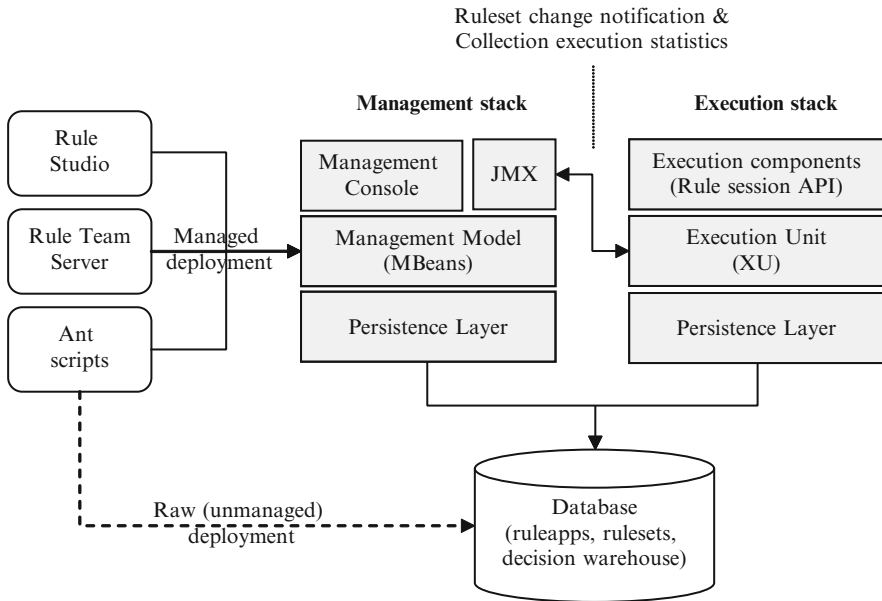 Ruleset change notification &
Collection execution statistics
Management stack
Execution stack
Rule
Studio
Management
Console
JMX
Execution components
(Rule session API)
Rule Team
Server
Managed
deployment
Management Model
(MBeans)
Execution Unit
(XU)
Ant
scripts
Persistence Layer
Persistence Layer
Raw (unmanaged)
deployment
Database
(ruleapps, rulesets,
decision warehouse)